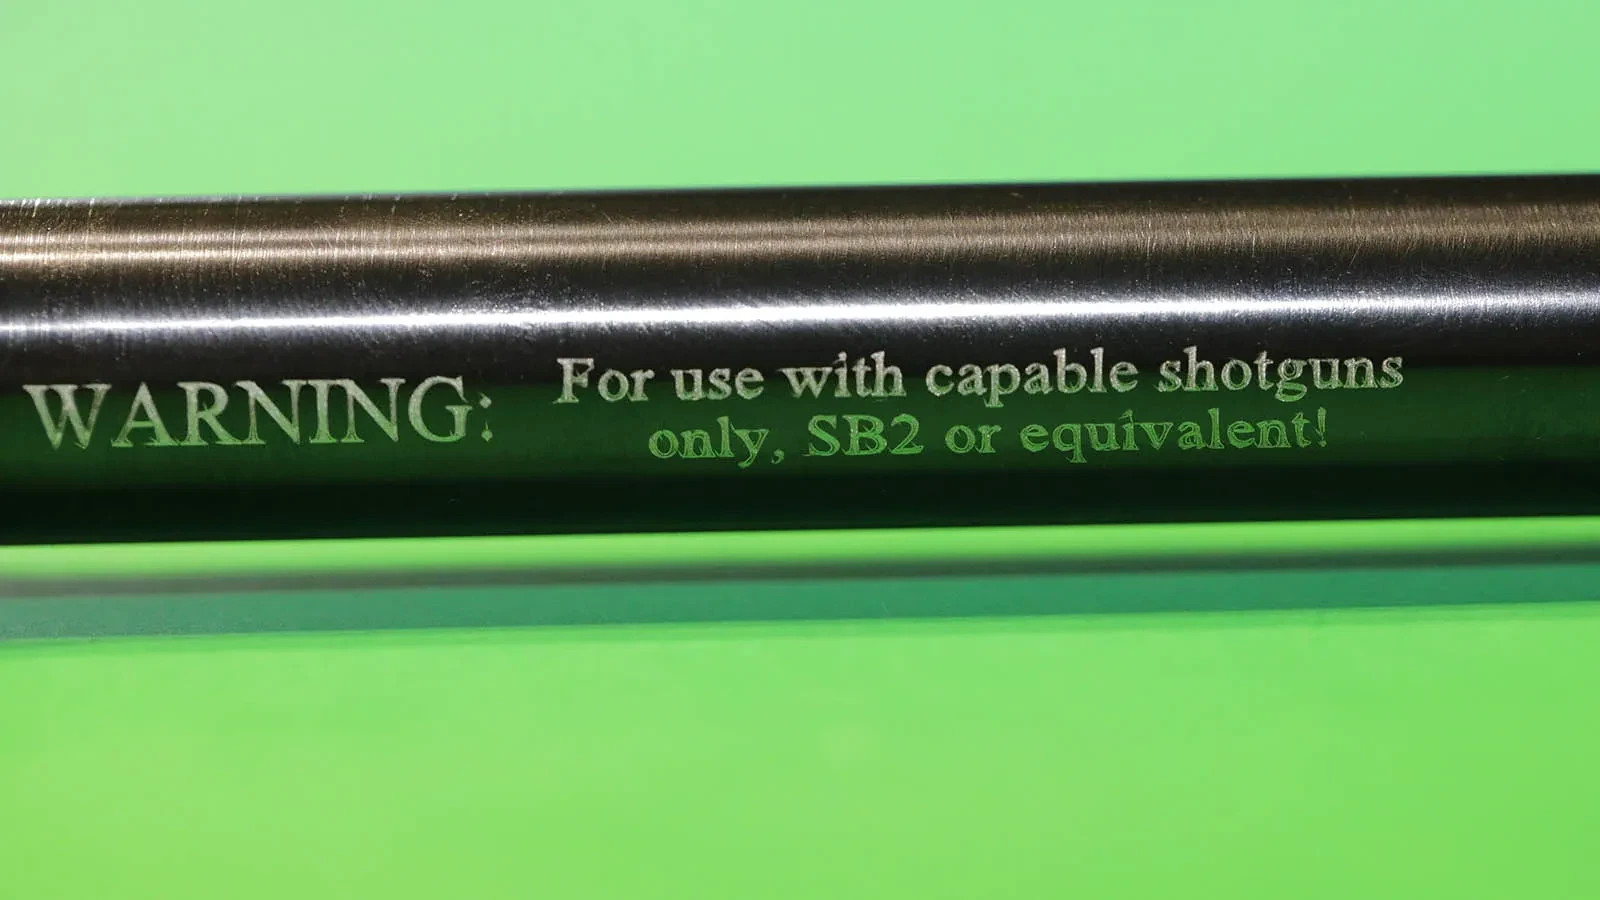 WARNING:
For use with capable shotguns
only, SB2 or equivalent!